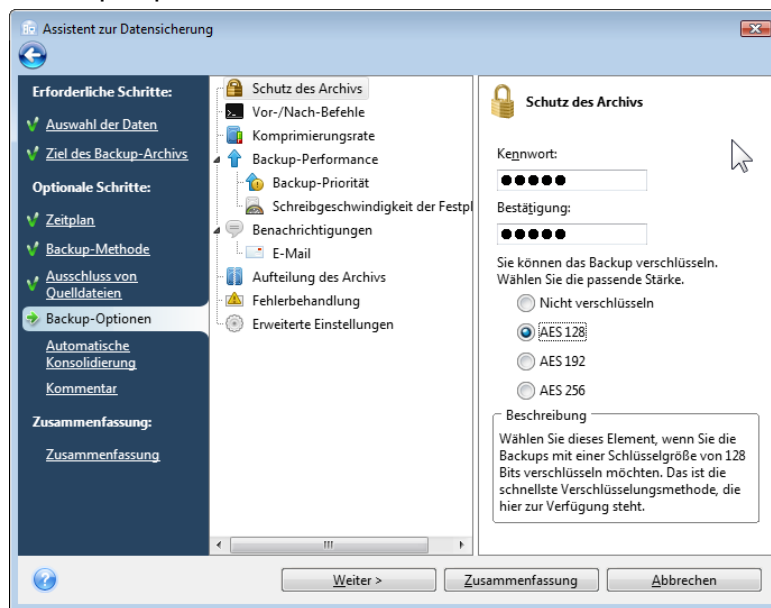 Assistent zur Datensicherung
Erforderliche Schritte:
Auswahl der Daten
Ziel des Backup-Archivs
Optionale Schritte:
Zeitplan
Backup-Methode
Ausschluss von
Quelldateien
Backup-Optionen
Automatische
Konsolidierung
Kommentar
Zusammenfassung:
Zusammenfassung
Schutz des Archivs
Vor-/Nach-Befehle
Komprimierungsrate
Backup-Performance
Backup-Priorität
Schreibgeschwindigkeit der Festpl
Benachrichtigungen
E-Mail
Aufteilung des Archivs
Fehlerbehandlung
Erweiterte Einstellungen
Schutz des Archivs
Kennwort:
●●●●●
Bestätigung:
●●●●●
Sie können das Backup verschlüsseln.
Wählen Sie die passende Stärke.
Nicht verschlüsseln
AES 128
AES 192
AES 256
Beschreibung
Wählen Sie dieses Element, wenn Sie die
Backups mit einer Schlüsselgröße von 128
Bits verschlüsseln möchten. Das ist die
schnellste Verschlüsselungsmethode, die
hier zur Verfügung steht.
Weiter >
Zusammenfassung
Abbrechen